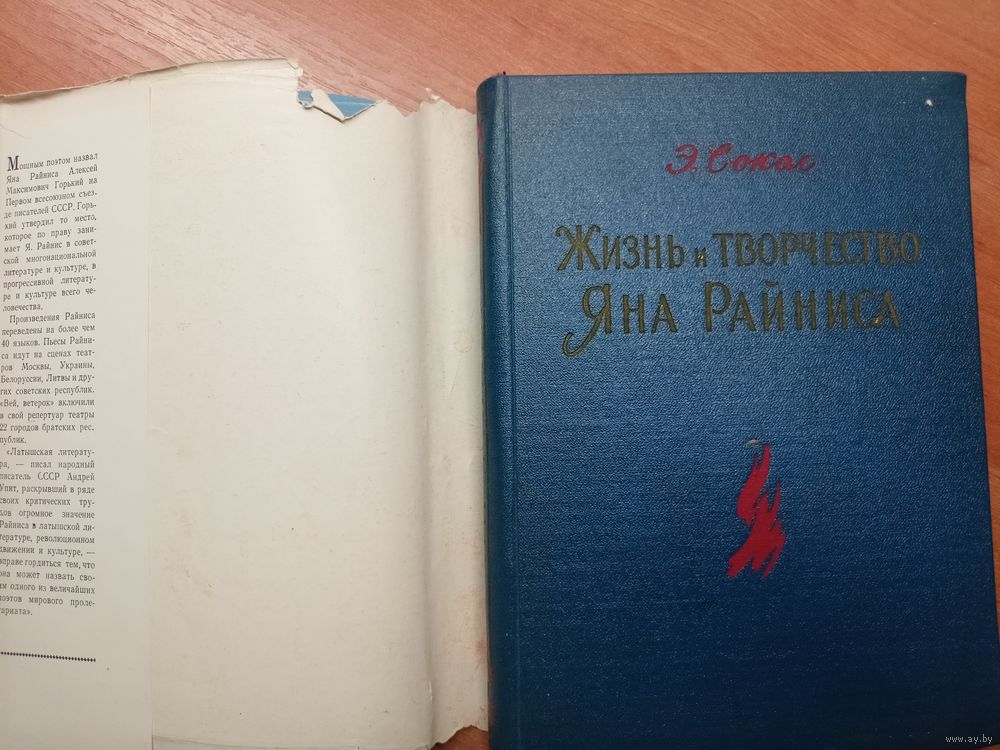 Мощным поэтом назвал
Яна Райниса Алексей
Максимович Горький на
Первом всесоюзном съез-
де писателей СССР. Горь-
кий утвердил то место,
которое по праву зани-
мает Я. Райнис в совет-
ской многонациональной
литературе и культуре, в
прогрессивной литерату-
ре и культуре всего че-
ловечества.
Произведения Райниса
переведены на более чем
40 языков. Пьесы Райни-
са идут на сценах теат-
ров Москвы, Украины,
Белоруссии, Литвы и дру-
гих советских республик.
«Вей, ветерок» включили
в свой репертуар театры
22 городов братских рес.
публик.
«Латышская литерату-
ра, — писал народный
писатель СССР Андрей
Упит, раскрывший в ряде
своих критических тру-
дов огромное значение
Райниса в латышской ли-
тературе, революционном
движении и культуре, —
вправе гордиться тем, что
она может назвать сво-
им одного из величайших
поэтов мирового проле-
тариата».
Э. Сокол
Жизнь и творчество
Яна Райниса
www.ay.by